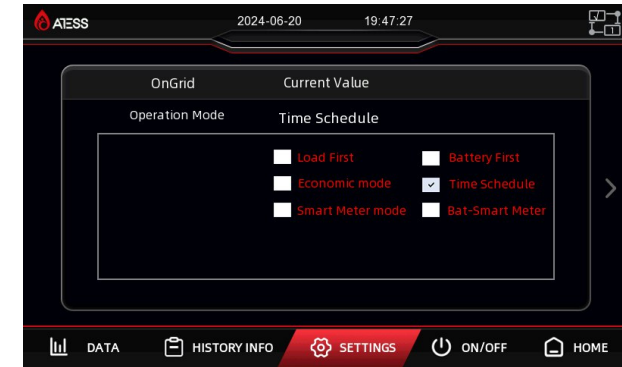 ATESS 2024-06-20 19:47:27
OnGrid Current Value
Operation Mode Time Schedule
Load First Battery First
Economic mode Time Schedule
Smart Meter mode Bat-Smart Meter
DATA HISTORY INFO SETTINGS ON/OFF HOME